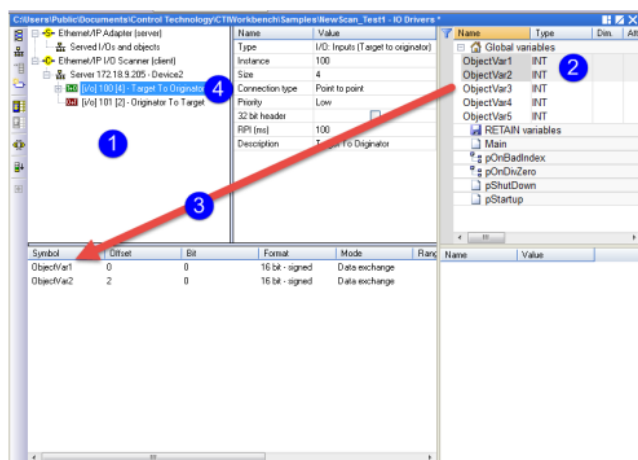 C:\Users\Public\Documents\Control Technology\CTIWorkbench\Samples\NewScan_Test1 - IO Drivers *
Ethernet/IP Adapter (server)
Served I/Os and objects
Ethernet/IP I/O Scanner (client)
Server 172.18.9.205 - Device2
[i/o] 100 [4] - Target To Originator
[i/o] 101 [2] - Originator To Target
1
4
Name Value
Type I/O: Inputs (Target to originator)
Instance 100
Size 4
Connection type Point to point
Priority Low
32 bit header
RPI (ms) 100
Description Target To Originator
Name Type Dim. Att
Global variables
ObjectVar1 INT
ObjectVar2 INT
ObjectVar3 INT
ObjectVar4 INT
ObjectVar5 INT
RETAIN variables
Main
pOnBadIndex
pOnDivZero
pShutDown
pStartup
2
3
Symbol Offset Bit Format Mode Rang
ObjectVar1 0 0 16 bit - signed Data exchange
ObjectVar2 2 0 16 bit - signed Data exchange
Name Value